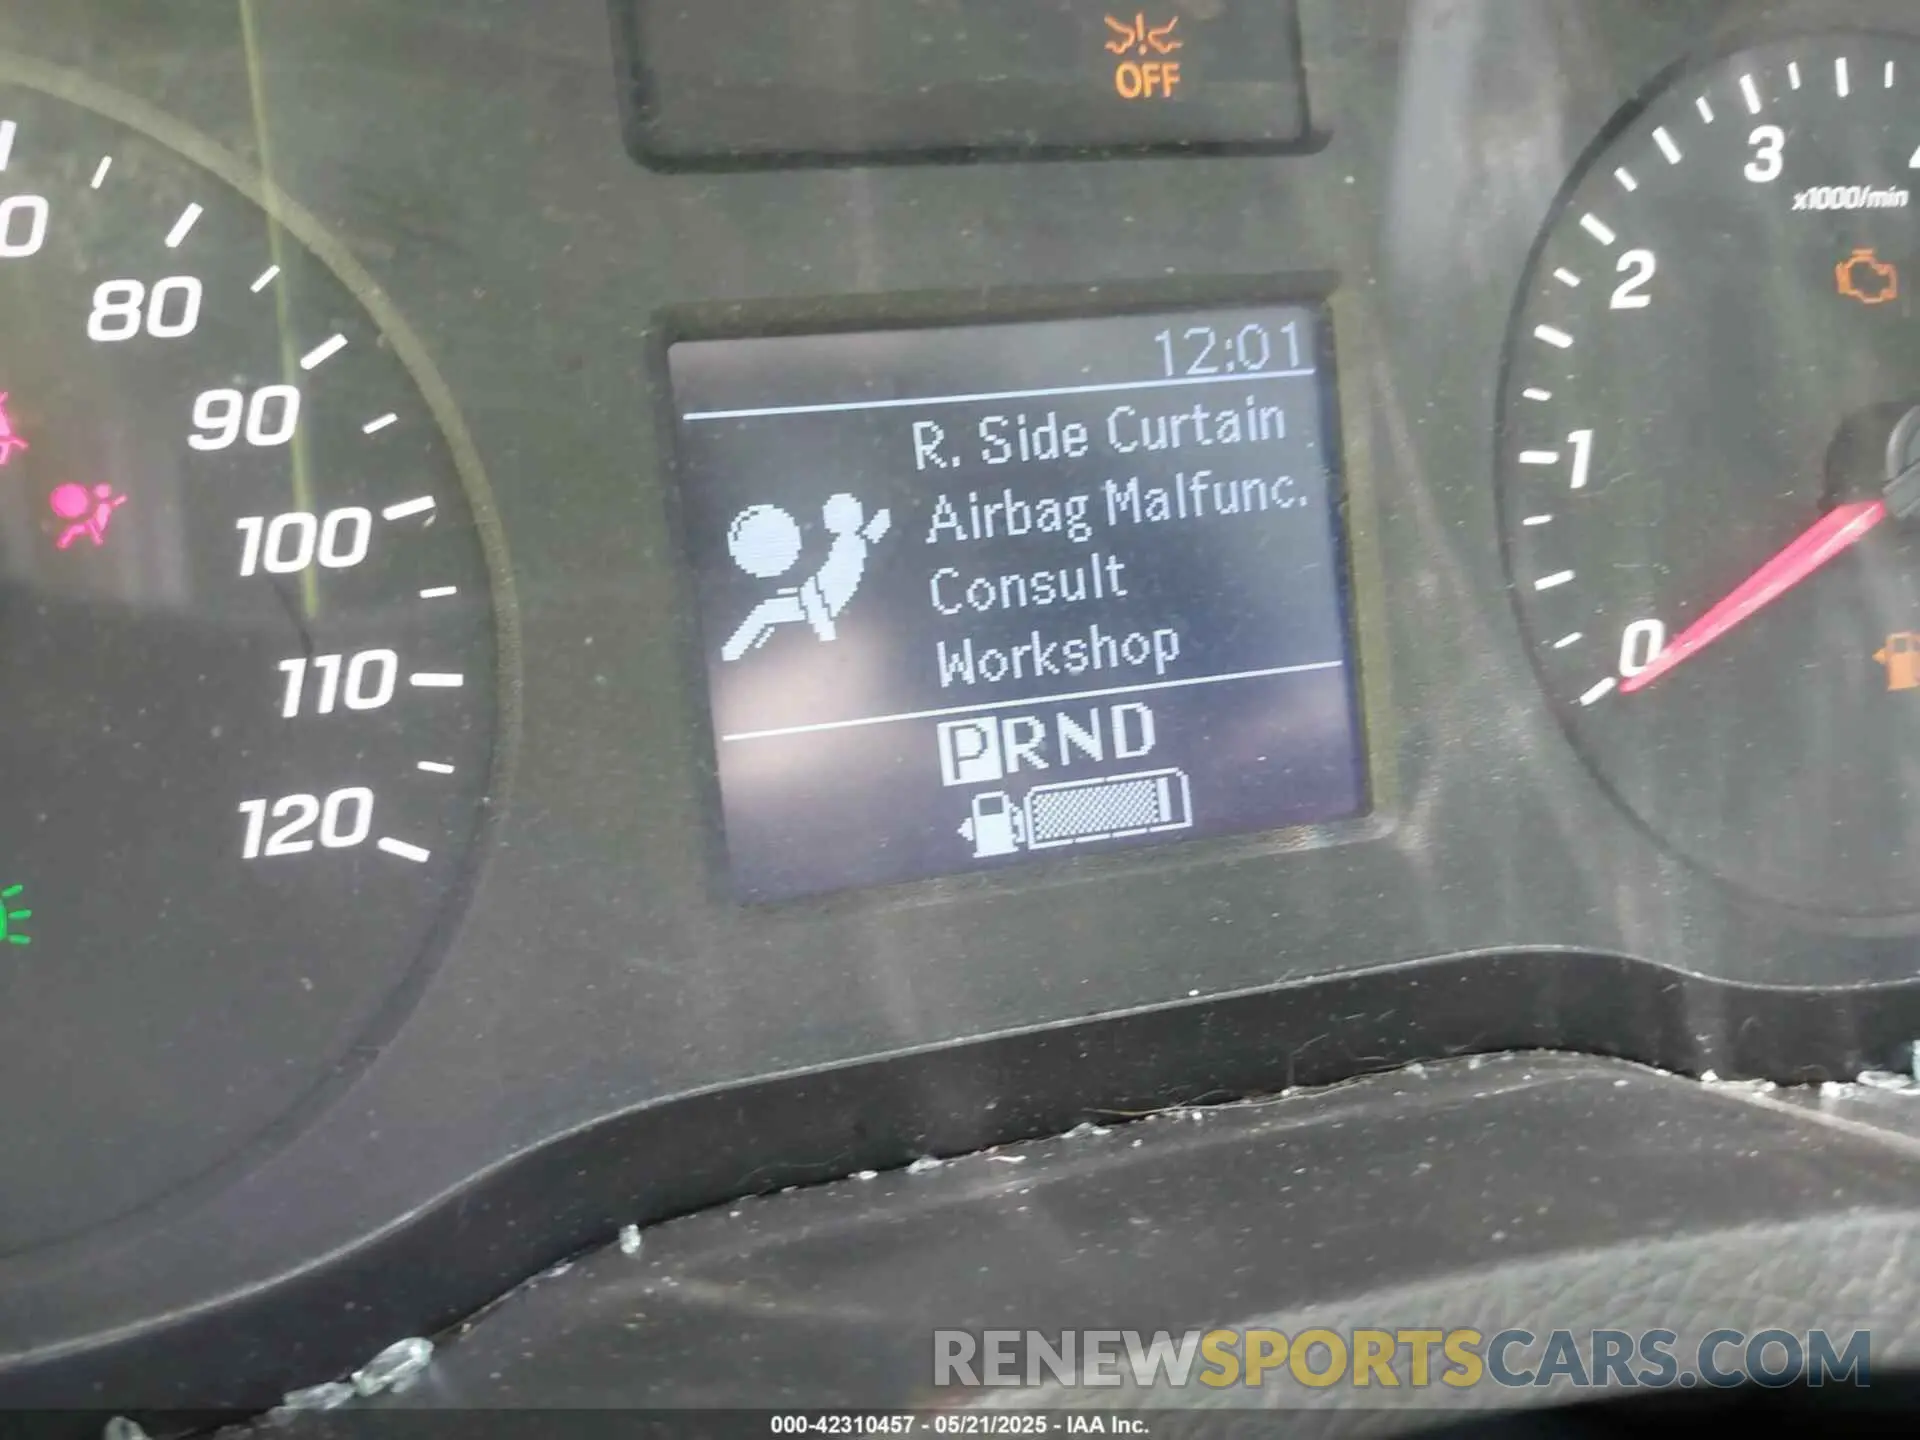 OFF
80
90
100
110
120
12:01
R. Side Curtain
Airbag Malfunc.
Consult
Workshop
PRND
3
x1000/min
2
1
0
RENEWSPORTSCARS.COM
000-42310457 - 05/21/2025 - IAA Inc.